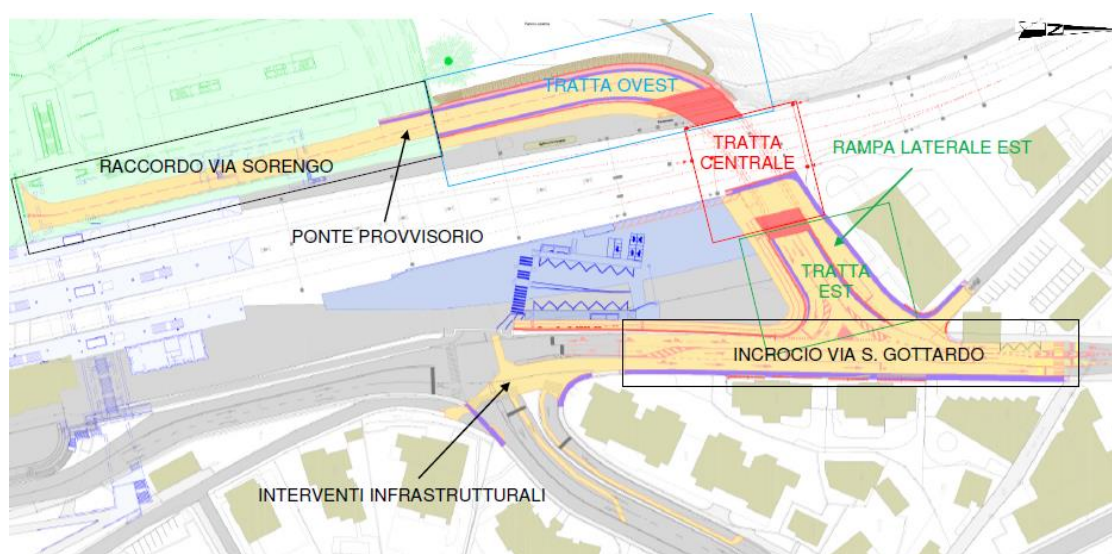 TRATTA OVEST
TRATTA
CENTRALE
RAMPA LATERALE EST
RACCORDO VIA SORENGO
PONTE PROVVISORIO
TRATTA
EST
INCROCIO VIA S. GOTTARDO
INTERVENTI INFRASTRUTTURALI